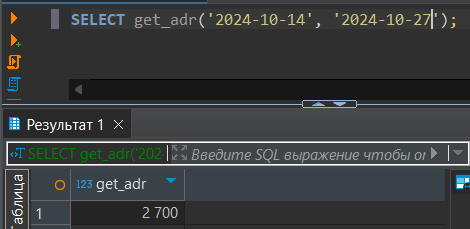 SELECT get_adr('2024-10-14', '2024-10-27');
Результат 1
SELECT get_adr('202
Введите SQL выражение чтобы от
Таблица
123 get_adr
1
2 700